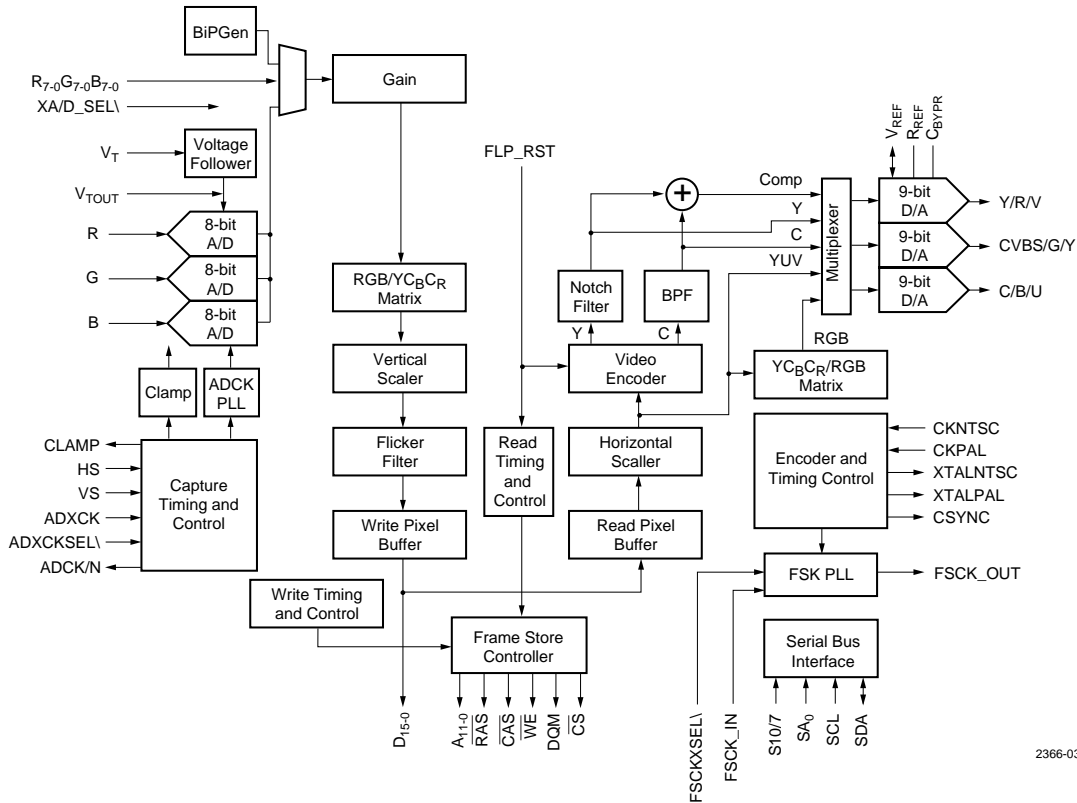 BiPGen
R7-0G7-0B7-0
XA/D_SEL\
Gain
VT
Voltage
Follower
VTOUT
R
8-bit
A/D
G
8-bit
A/D
B
8-bit
A/D
Clamp
ADCK
PLL
CLAMP
HS
VS
ADXCK
ADXCKSEL\
ADCK/N
Capture
Timing and
Control
RGB/YCBCR
Matrix
Vertical
Scaler
Flicker
Filter
Write Pixel
Buffer
Write Timing
and Control
FLP_RST
Read
Timing
and
Control
Frame Store
Controller
D15-0
A11-0
RAS
CAS
WE
DQM
CS
+
Comp
Y
C
YUV
Notch
Filter
BPF
Y
C
Video
Encoder
Horizontal
Scaller
Read Pixel
Buffer
Multiplexer
RGB
YCBCR/RGB
Matrix
VREF
RREF
CBYPR
9-bit
D/A
Y/R/V
9-bit
D/A
CVBS/G/Y
9-bit
D/A
C/B/U
Encoder and
Timing Control
CKNTSC
CKPAL
XTALNTSC
XTALPAL
CSYNC
FSK PLL
FSCK_OUT
Serial Bus
Interface
FSCKXSEL\
FSCK_IN
S10/7
SA0
SCL
SDA
2366-03